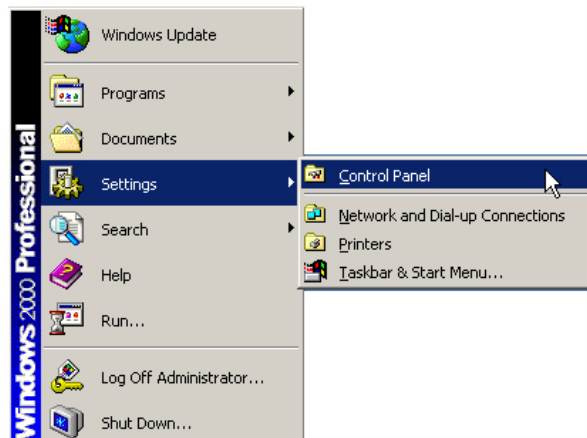 Windows Update
Programs
Documents
Settings
Search
Help
Run...
Log Off Administrator...
Shut Down...
Control Panel
Network and Dial-up Connections
Printers
Taskbar & Start Menu...
Windows 2000 Professional